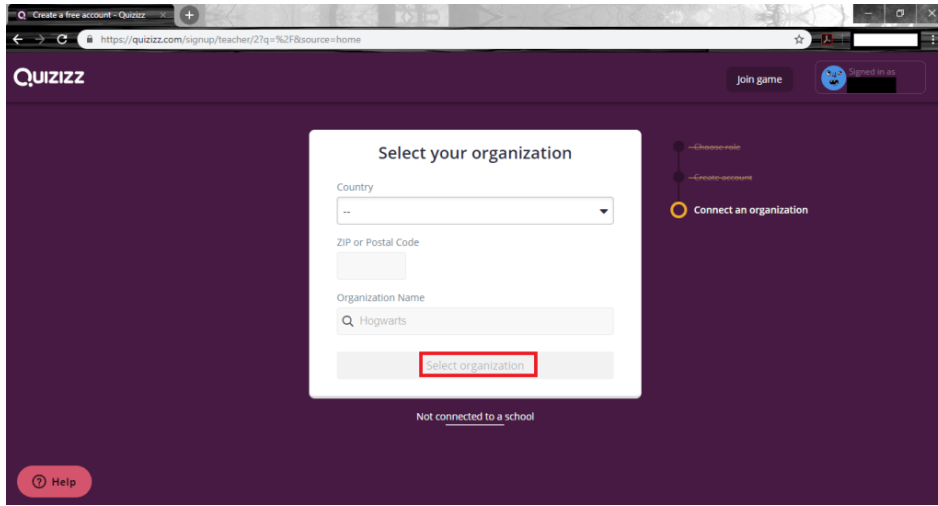 Create a free account - Quizizz
https://quizizz.com/signup/teacher/2?q=%2F&source=home
QUIZIZZ
Join game
Signed in as
Select your organization
Country
--
ZIP or Postal Code
Organization Name
Hogwarts
Select organization
Not connected to a school
Choose role
Create account
Connect an organization
Help